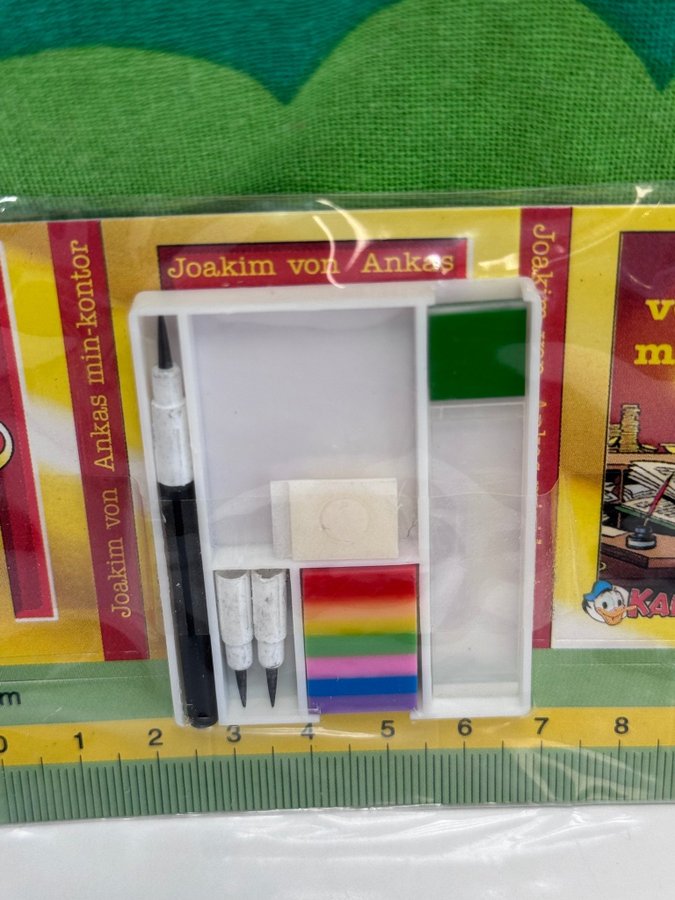 Joakim von Ankas
Joakim von Ankas min-kontor
Joakim von Ankas
m
0 1 2 3 4 5 6 7 8